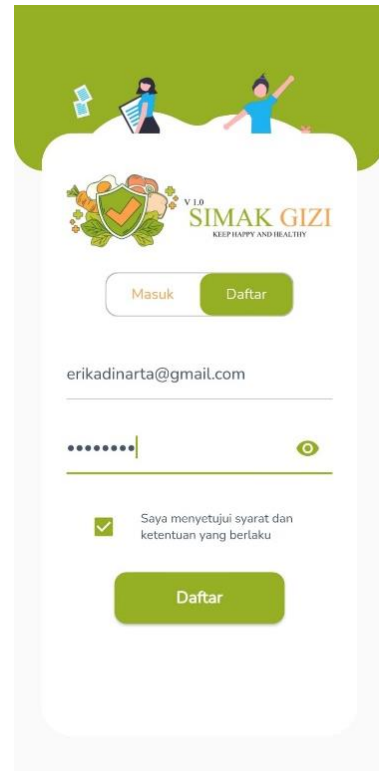 V 1.0
SIMAK GIZI
KEEP HAPPY AND HEALTHY
Masuk
Daftar
erikadinarta@gmail.com
••••••••
Saya menyetujui syarat dan
ketentuan yang berlaku
Daftar